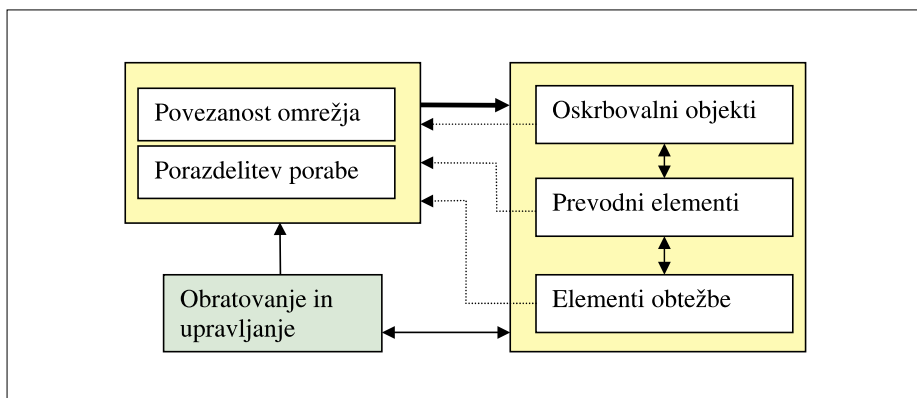 Povezanost omrežja
Porazdelitev porabe
Obratovanje in
upravljanje
Oskrbovalni objekti
Prevodni elementi
Elementi obtežbe